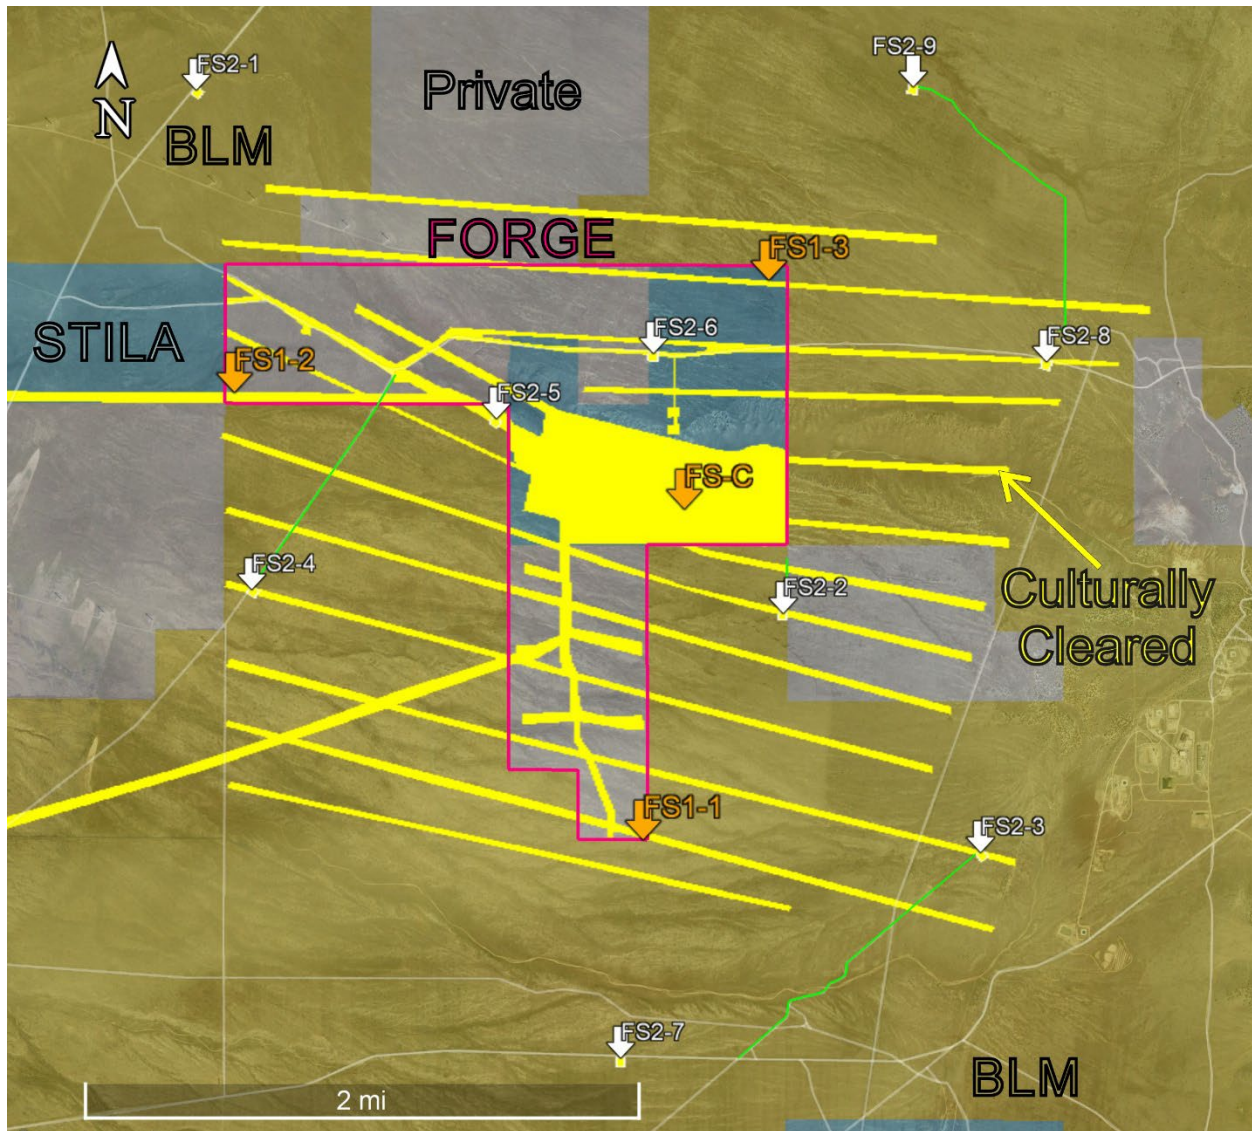 FS2-9
FS2-1
N
Private
BLM
FORGE
FS1-3
STILA
FS2-6
FS2-8
FS1-2
FS2-5
FS-C
FS2-4
FS2-2
Culturally
Cleared
FS1-1
FS2-3
FS2-7
BLM
2 mi